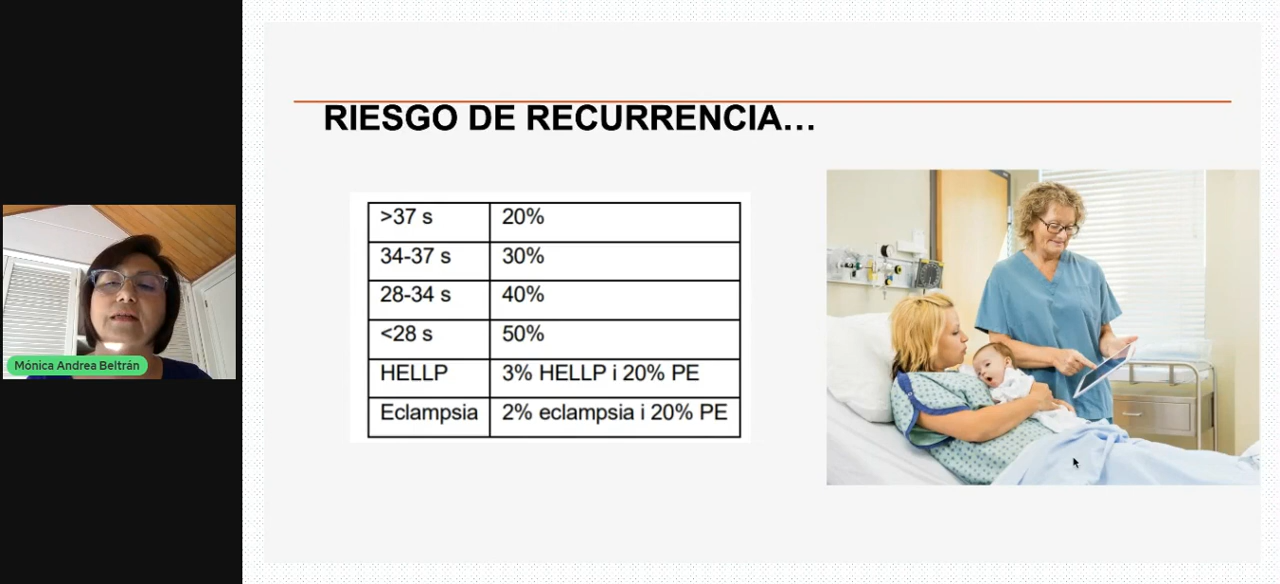 RIESGO DE RECURRENCIA...
>37 s 20%
34-37 s 30%
28-34 s 40%
<28 s 50%
HELLP 3% HELLP i 20% PE
Eclampsia 2% eclampsia i 20% PE
Mónica Andrea Beltrán